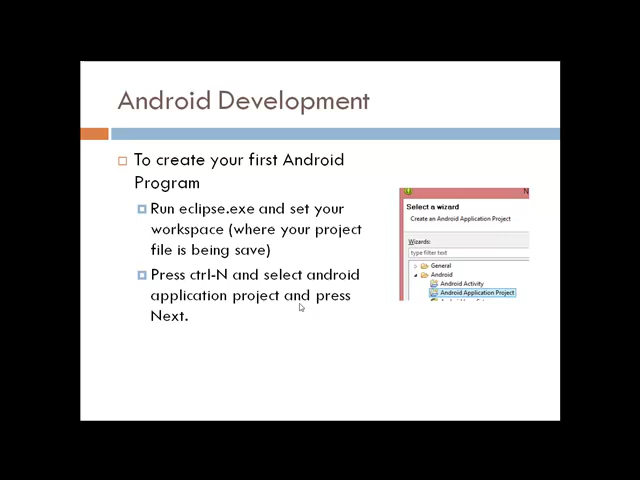 Android Development
To create your first Android
Program
Run eclipse.exe and set your
workspace (where your project
file is being save)
Press ctrl-N and select android
application project and press
Next.
N
Select a wizard
Create an Android Application Project
Wizards:
type filter text
General
Android
Android Activity
Android Application Project